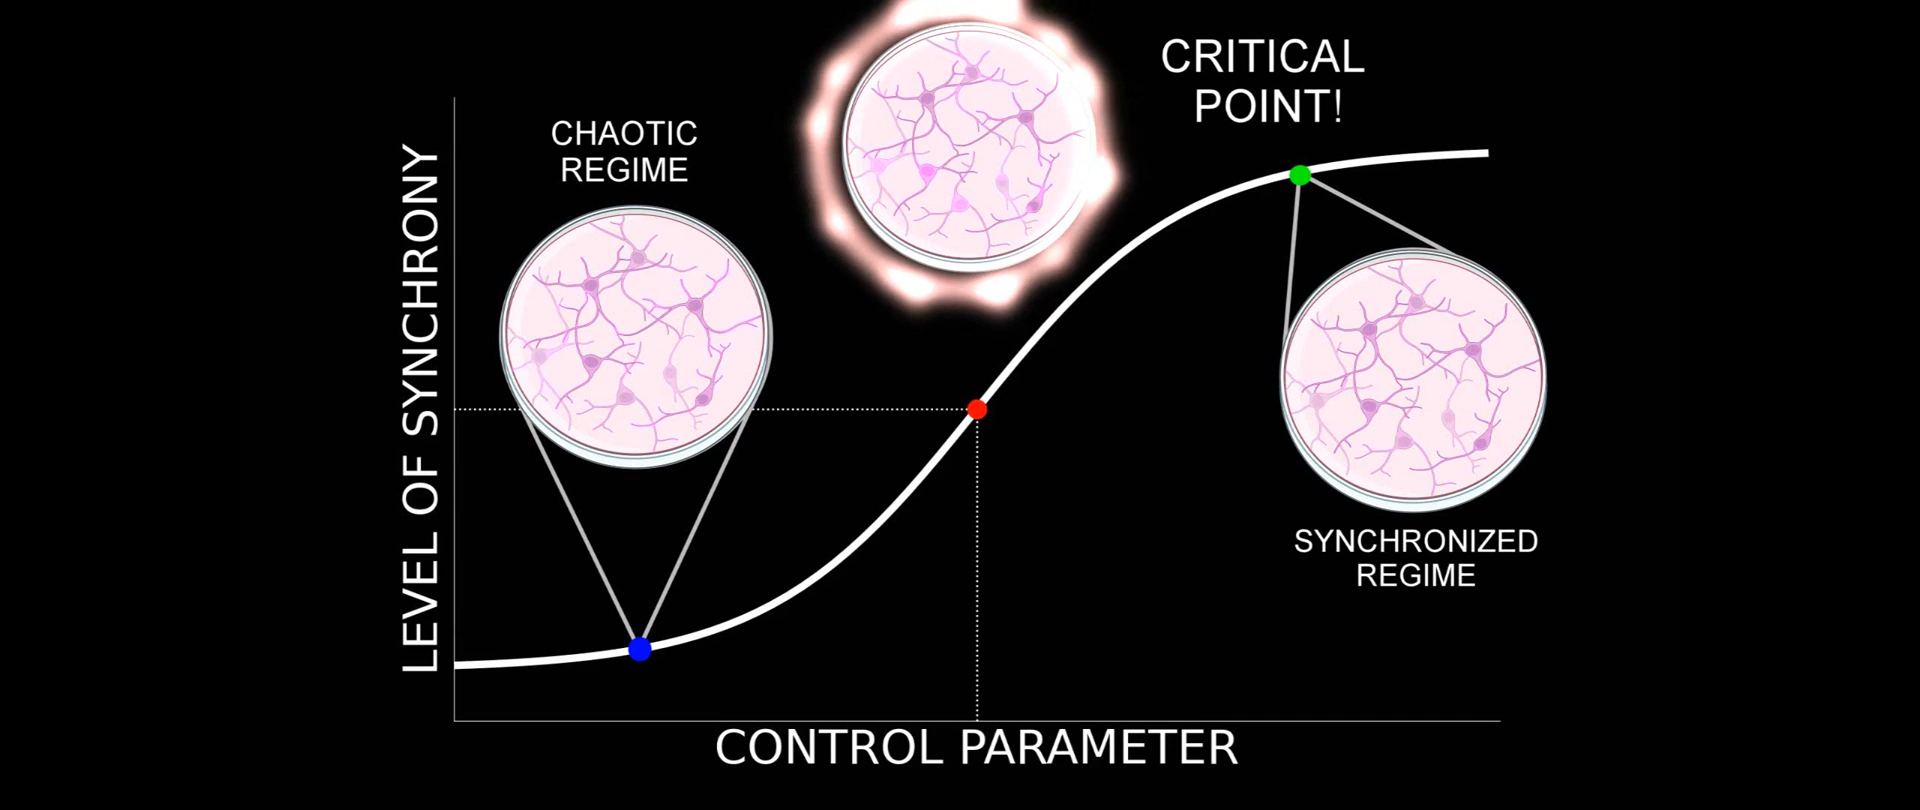 CRITICAL
POINT!
CHAOTIC
REGIME
LEVEL OF SYNCHRONY
SYNCHRONIZED
REGIME
CONTROL PARAMETER